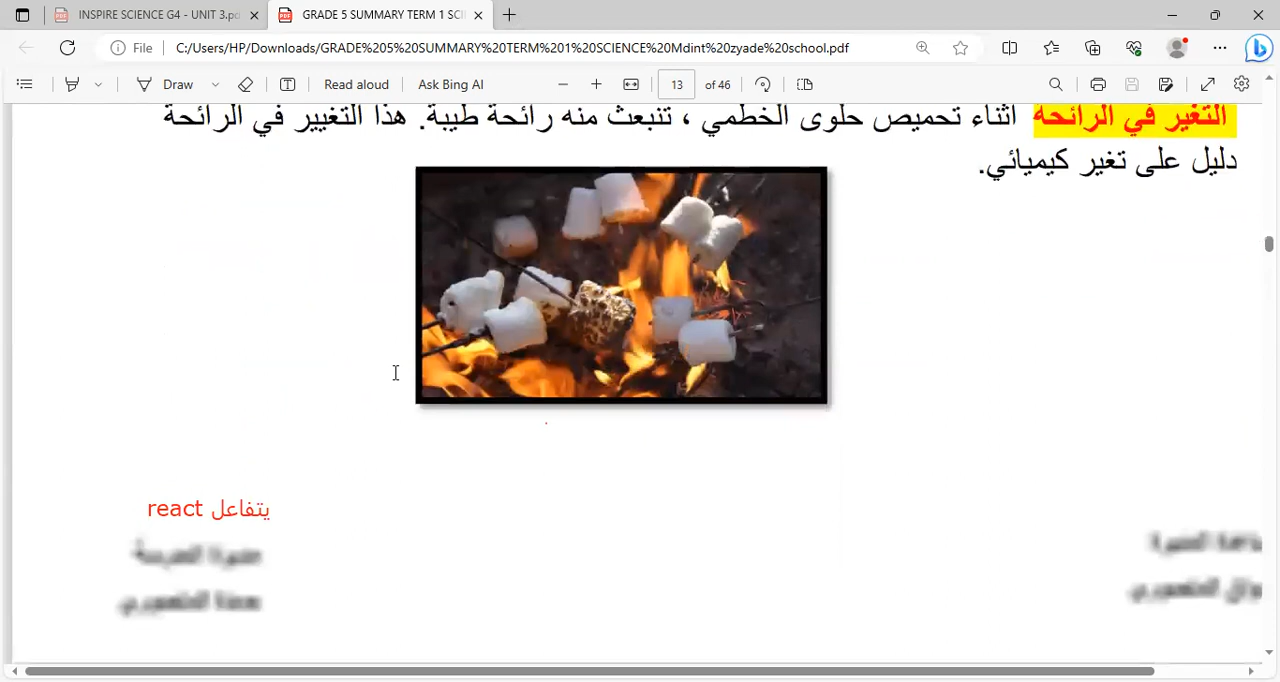 INSPIRE SCIENCE G4 - UNIT 3.pd
GRADE 5 SUMMARY TERM 1 SCI
File
C:/Users/HP/Downloads/GRADE%205%20SUMMARY%20TERM%201%20SCIENCE%20Mdint%20zyade%20school.pdf
Draw
Read aloud
Ask Bing AI
13 of 46
التغير في الرائحة اثناء تحميص حلوى الخطمي ، تنبعث منه رائحة طيبة. هذا التغيير في الرائحة
دليل على تغير كيميائي.
يتفاعل react